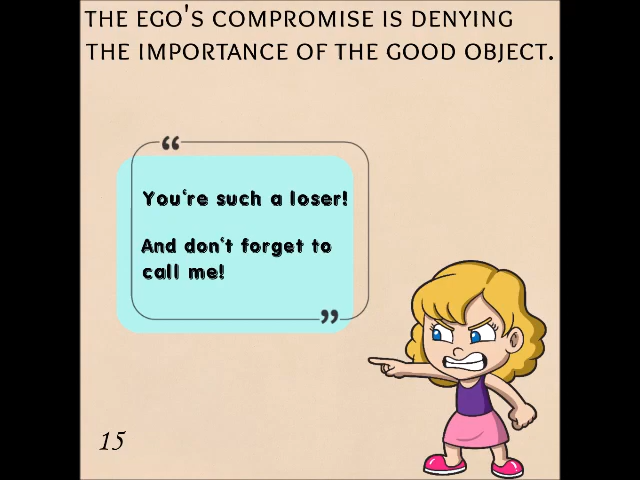 THE EGO'S COMPROMISE IS DENYING
THE IMPORTANCE OF THE GOOD OBJECT.
“
You're such a loser!
And don't forget to
call me!
”
15